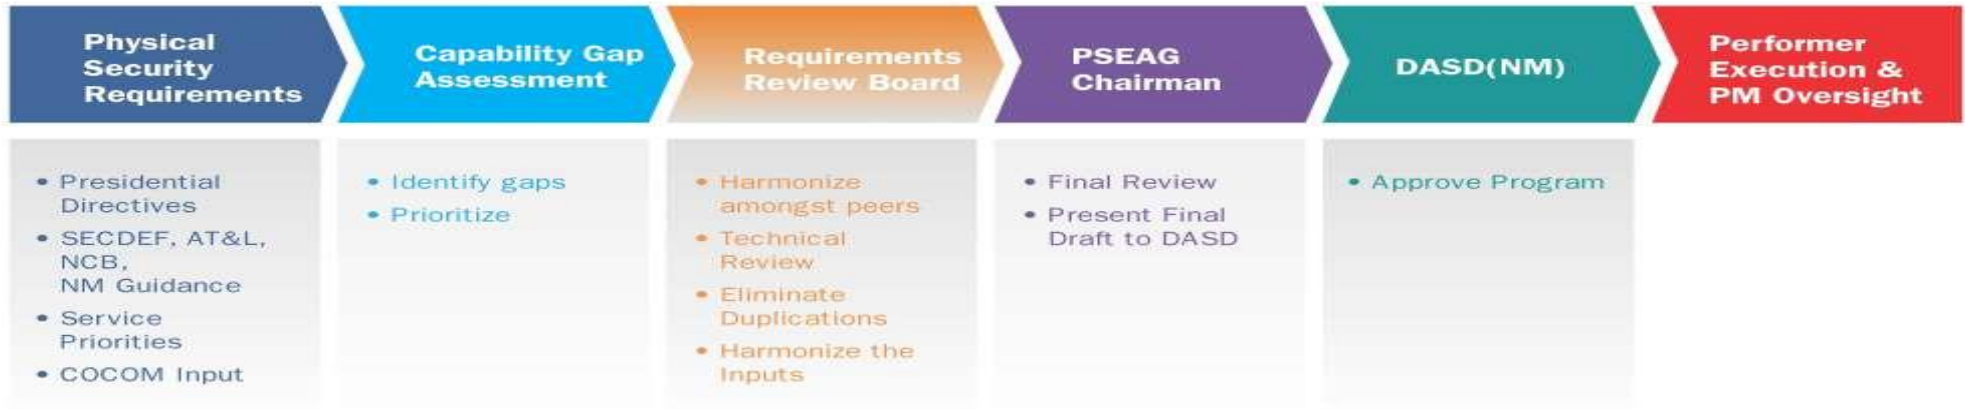 Physical
Security
Requirements
Capability Gap
Assessment
Requirements
Review Board
PSEAG
Chairman
DASD(NM)
Performer
Execution &
PM Oversight
• Presidential
Directives
• SECDEF, AT&L,
NCB,
NM Guidance
• Service
Priorities
• COCOM Input
• Identify gaps
• Prioritize
• Harmonize
amongst peers
• Technical
Review
• Eliminate
Duplications
• Harmonize the
Inputs
• Final Review
• Present Final
Draft to DASD
• Approve Program